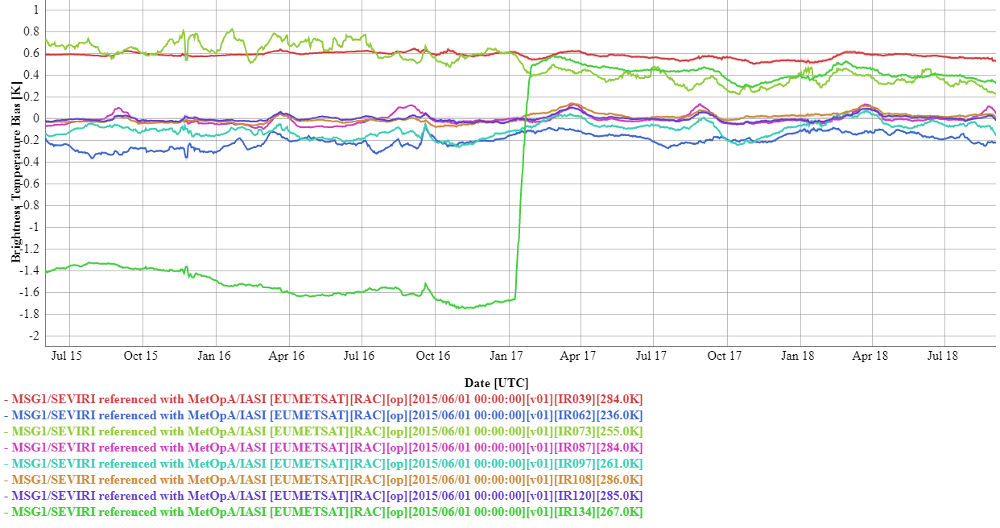 1
0.8
0.6
0.4
0.2
0
-0.2
-0.4
-0.6
-0.8
-1
-1.2
-1.4
-1.6
-1.8
-2
Brightness Temperature Bias [K]
Jul 15 Oct 15 Jan 16 Apr 16 Jul 16 Oct 16 Jan 17 Apr 17 Jul 17 Oct 17 Jan 18 Apr 18 Jul 18
Date [UTC]
- MSG1/SEVIRI referenced with MetOpA/IASI [EUMETSAT][RAC][op][2015/06/01 00:00:00][v01][IR039][284.0K]
- MSG1/SEVIRI referenced with MetOpA/IASI [EUMETSAT][RAC][op][2015/06/01 00:00:00][v01][IR062][236.0K]
- MSG1/SEVIRI referenced with MetOpA/IASI [EUMETSAT][RAC][op][2015/06/01 00:00:00][v01][IR073][255.0K]
- MSG1/SEVIRI referenced with MetOpA/IASI [EUMETSAT][RAC][op][2015/06/01 00:00:00][v01][IR087][284.0K]
- MSG1/SEVIRI referenced with MetOpA/IASI [EUMETSAT][RAC][op][2015/06/01 00:00:00][v01][IR097][261.0K]
- MSG1/SEVIRI referenced with MetOpA/IASI [EUMETSAT][RAC][op][2015/06/01 00:00:00][v01][IR108][286.0K]
- MSG1/SEVIRI referenced with MetOpA/IASI [EUMETSAT][RAC][op][2015/06/01 00:00:00][v01][IR120][285.0K]
- MSG1/SEVIRI referenced with MetOpA/IASI [EUMETSAT][RAC][op][2015/06/01 00:00:00][v01][IR134][267.0K]